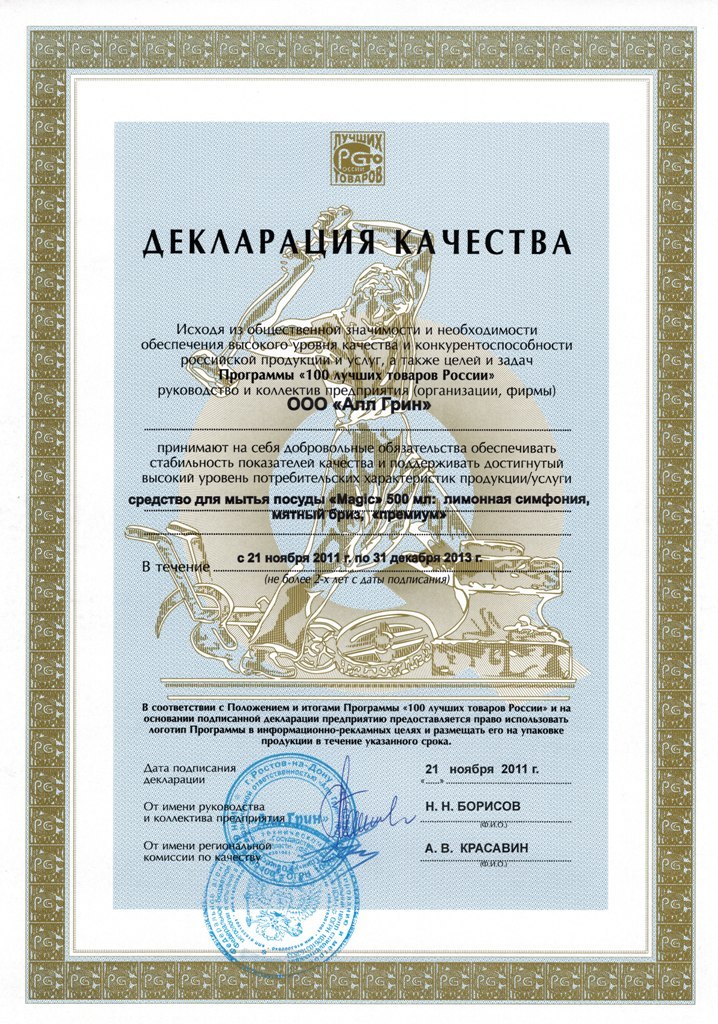 ЛУЧШИХ
РОССИИ
ТОВАРОВ
ДЕКЛАРАЦИЯ КАЧЕСТВА
Исходя из общественной значимости и необходимости
обеспечения высокого уровня качества и конкурентоспособности
российской продукции и услуг, а также целей и задач
Программы «100 лучших товаров России»
руководство и коллектив предприятия (организации, фирмы)
ООО «Алл Грин»
принимают на себя добровольные обязательства обеспечивать
стабильность показателей качества и поддерживать достигнутый
высокий уровень потребительских характеристик продукции/услуги
средство для мытья посуды «Magic» 500 мл: лимонная симфония,
мятный бриз, «премиум»
В течение с 21 ноября 2011 г. по 31 декабря 2013 г.
(не более 2-х лет с даты подписания)
В соответствии с Положением и итогами Программы «100 лучших товаров России» и на
основании подписанной декларации предприятию предоставляется право использовать
логотип Программы в информационно-рекламных целях и размещать его на упаковке
продукции в течение указанного срока.
Дата подписания
декларации
21 ноября 2011 г.
От имени руководства
и коллектива предприятия
Н. Н. БОРИСОВ
(Ф.И.О.)
От имени региональной
комиссии по качеству
А. В. КРАСАВИН
(Ф.И.О.)
г.Ростов-на-Дону
Грин»